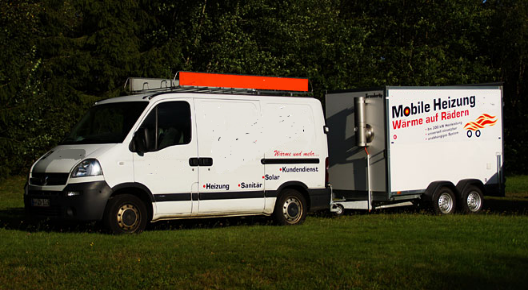 Wärme und mehr
Kundendienst
Solar
Sanitär
Heizung
Mobile Heizung
Wärme auf Rädern